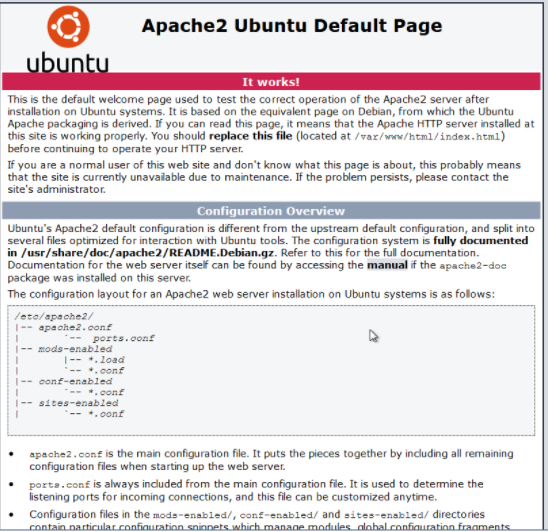 Apache2 Ubuntu Default Page
ubuntu
It works!
This is the default welcome page used to test the correct operation of the Apache2 server after
installation on Ubuntu systems. It is based on the equivalent page on Debian, from which the Ubuntu
Apache packaging is derived. If you can read this page, it means that the Apache HTTP server installed at
this site is working properly. You should replace this file (located at /var/www/html/index.html)
before continuing to operate your HTTP server.
If you are a normal user of this web site and don't know what this page is about, this probably means
that the site is currently unavailable due to maintenance. If the problem persists, please contact the
site's administrator.
Configuration Overview
Ubuntu's Apache2 default configuration is different from the upstream default configuration, and split into
several files optimized for interaction with Ubuntu tools. The configuration system is fully documented
in /usr/share/doc/apache2/README.Debian.gz. Refer to this for the full documentation.
Documentation for the web server itself can be found by accessing the manual if the apache2-doc
package was installed on this server.
The configuration layout for an Apache2 web server installation on Ubuntu systems is as follows:
/etc/apache2/
|-- apache2.conf
|       `--  ports.conf
|-- mods-enabled
|       |-- *.load
|       `-- *.conf
|-- conf-enabled
|       `-- *.conf
|-- sites-enabled
|       `-- *.conf
• apache2.conf is the main configuration file. It puts the pieces together by including all remaining
configuration files when starting up the web server.
• ports.conf is always included from the main configuration file. It is used to determine the
listening ports for incoming connections, and this file can be customized anytime.
• Configuration files in the mods-enabled/, conf-enabled/ and sites-enabled/ directories
contain particular configuration snippets which manage modules, global configuration fragments